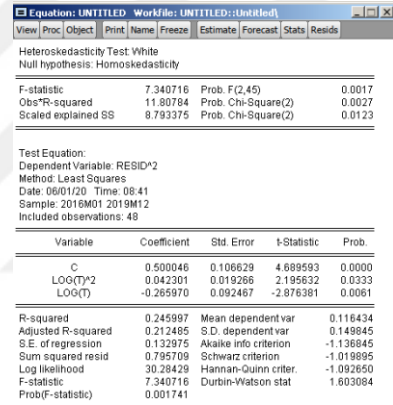 Equation: UNTITLED Workfile: UNTITLED::Untitled\
View Proc Object Print Name Freeze Estimate Forecast Stats Resids
Heteroskedasticity Test: White
Null hypothesis: Homoskedasticity
F-statistic 7.340716 Prob. F(2,45) 0.0017
Obs*R-squared 11.80784 Prob. Chi-Square(2) 0.0027
Scaled explained SS 8.793375 Prob. Chi-Square(2) 0.0123
Test Equation:
Dependent Variable: RESID^2
Method: Least Squares
Date: 06/01/20 Time: 08:41
Sample: 2016M01 2019M12
Included observations: 48
Variable Coefficient Std. Error t-Statistic Prob.
C 0.500046 0.106629 4.689593 0.0000
LOG(T)^2 0.042301 0.019266 2.195632 0.0333
LOG(T) -0.265970 0.092467 -2.876381 0.0061
R-squared 0.245997 Mean dependent var 0.116434
Adjusted R-squared 0.212485 S.D. dependent var 0.149845
S.E. of regression 0.132975 Akaike info criterion -1.136845
Sum squared resid 0.795709 Schwarz criterion -1.019895
Log likelihood 30.28429 Hannan-Quinn criter. -1.092650
F-statistic 7.340716 Durbin-Watson stat 1.603084
Prob(F-statistic) 0.001741